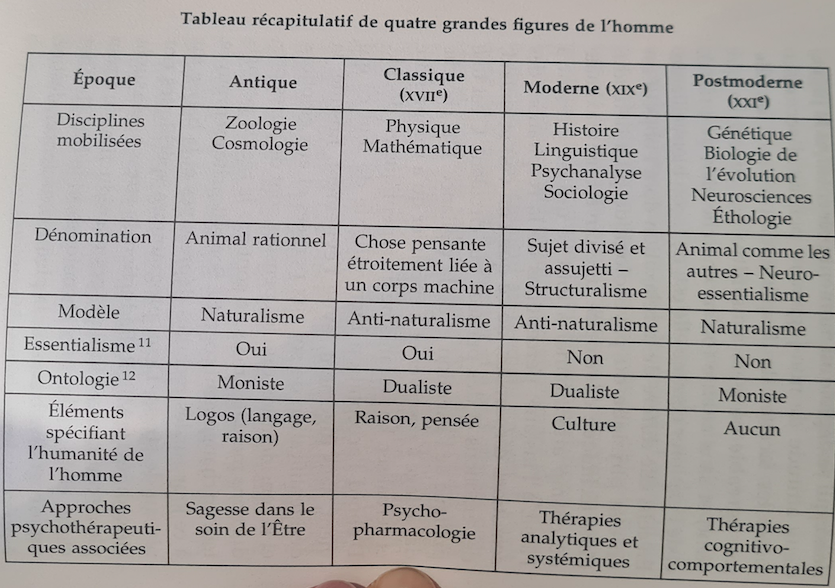 Tableau récapitulatif de quatre grandes figures de l'homme
Époque
Antique
Classique
(XVIIᵉ)
Moderne (XIXᵉ)
Postmoderne
(XXIᵉ)
Disciplines
mobilisées
Zoologie
Cosmologie
Physique
Mathématique
Histoire
Linguistique
Psychanalyse
Sociologie
Génétique
Biologie de
l'évolution
Neurosciences
Éthologie
Dénomination
Animal rationnel
Chose pensante
étroitement liée à
un corps machine
Sujet divisé et
assujetti –
Structuralisme
Animal comme les
autres – Neuro-
essentialisme
Modèle
Naturalisme
Anti-naturalisme
Anti-naturalisme
Naturalisme
Essentialisme ¹¹
Oui
Oui
Non
Non
Ontologie ¹²
Moniste
Dualiste
Dualiste
Moniste
Éléments
spécifiant
l'humanité de
l'homme
Logos (langage,
raison)
Raison, pensée
Culture
Aucun
Approches
psychothérapeuti-
ques associées
Sagesse dans le
soin de l'Être
Psycho-
pharmacologie
Thérapies
analytiques et
systémiques
Thérapies
cognitivo-
comportementales